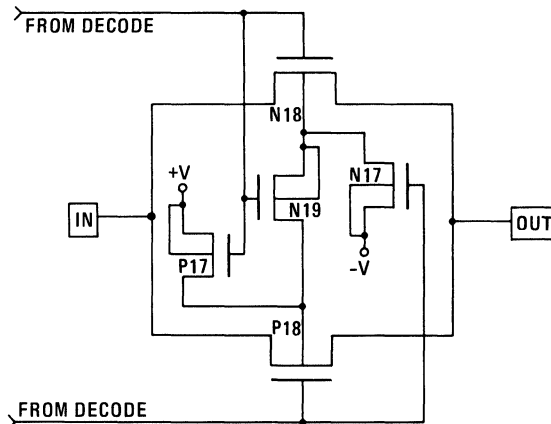 FROM DECODE
N18
+V
N17
IN
N19
OUT
P17
-V
P18
FROM DECODE